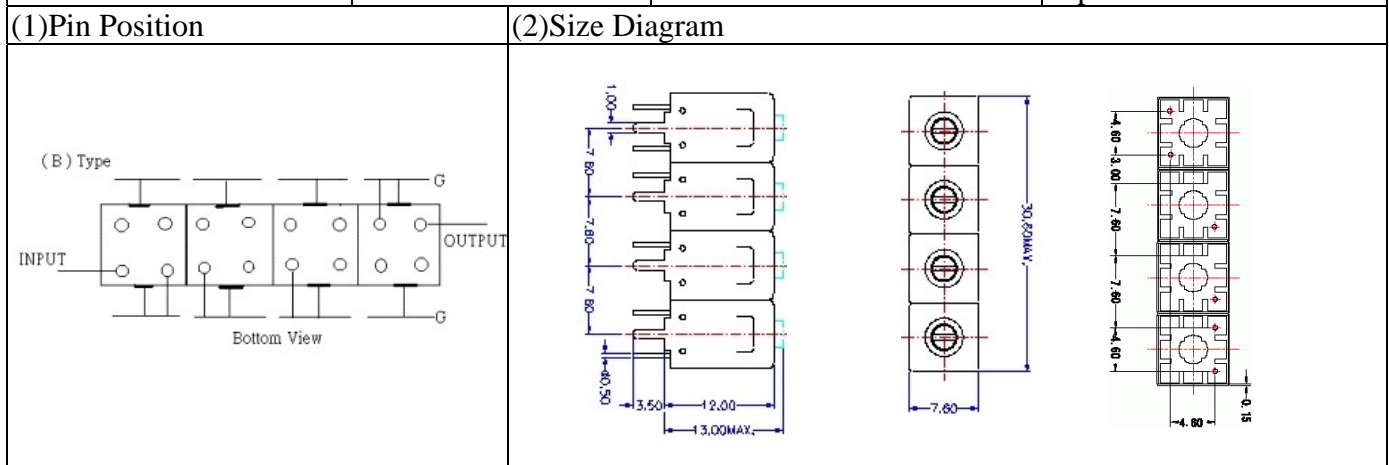 (1)Pin Position
(2)Size Diagram
(B) Type
G
INPUT
OUTPUT
G
Bottom View
1.00
7.80
7.80
7.80
ϕ0.50
3.50
12.00
13.00MAX.
30.60MAX.
7.60
4.60
3.00
7.60
7.60
4.60
0.15
4.60